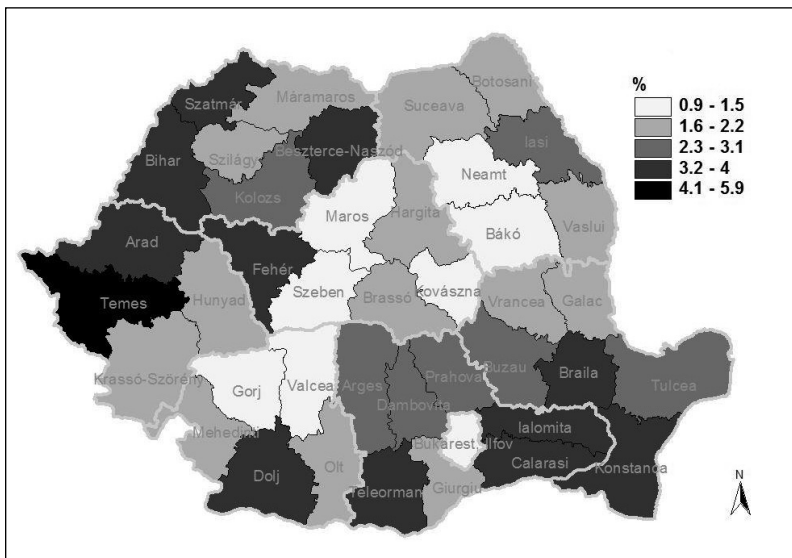 %
0.9 - 1.5
1.6 - 2.2
2.3 - 3.1
3.2 - 4
4.1 - 5.9
Botosani
Suceava
Máramaros
Szatmár
Iasi
Beszterce-Naszód
Szilágy
Bihar
Neamt
Kolozs
Maros
Hargita
Vaslui
Bákó
Arad
Fehér
Szeben
Brassó
Kovászna
Temes
Hunyad
Vrancea
Galac
Krassó-Szörény
Gorj
Valcea
Arges
Prahova
Buzau
Braila
Tulcea
Dambovita
Mehedinti
Bukarest
Ilfov
Ialomita
Calarasi
Konstanca
Dolj
Olt
Teleorman
Giurgiu
N